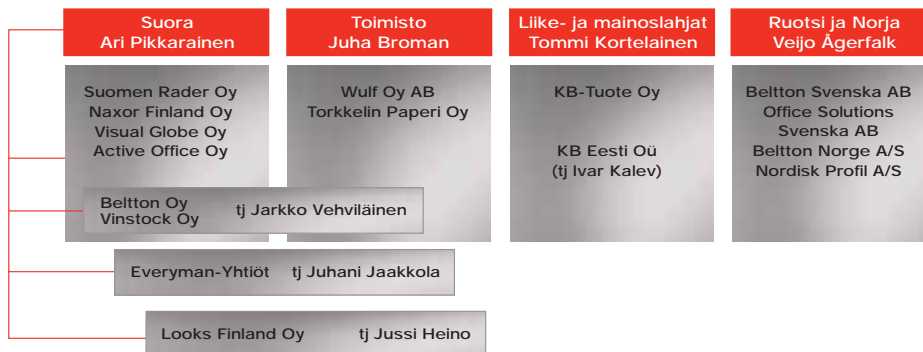 Suora
Ari Pikkarainen
Toimisto
Juha Broman
Liike- ja mainoslahjat
Tommi Kortelainen
Ruotsi ja Norja
Veijo Ågerfalk
Suomen Rader Oy
Naxor Finland Oy
Visual Globe Oy
Active Office Oy
Wulf Oy AB
Torkkelin Paperi Oy
KB-Tuote Oy
KB Eesti Oü
(tj Ivar Kalev)
Beltton Svenska AB
Office Solutions
Svenska AB
Beltton Norge A/S
Nordisk Profil A/S
Beltton Oy
Vinstock Oy
tj Jarkko Vehviläinen
Everyman-Yhtiöt tj Juhani Jaakkola
Looks Finland Oy tj Jussi Heino